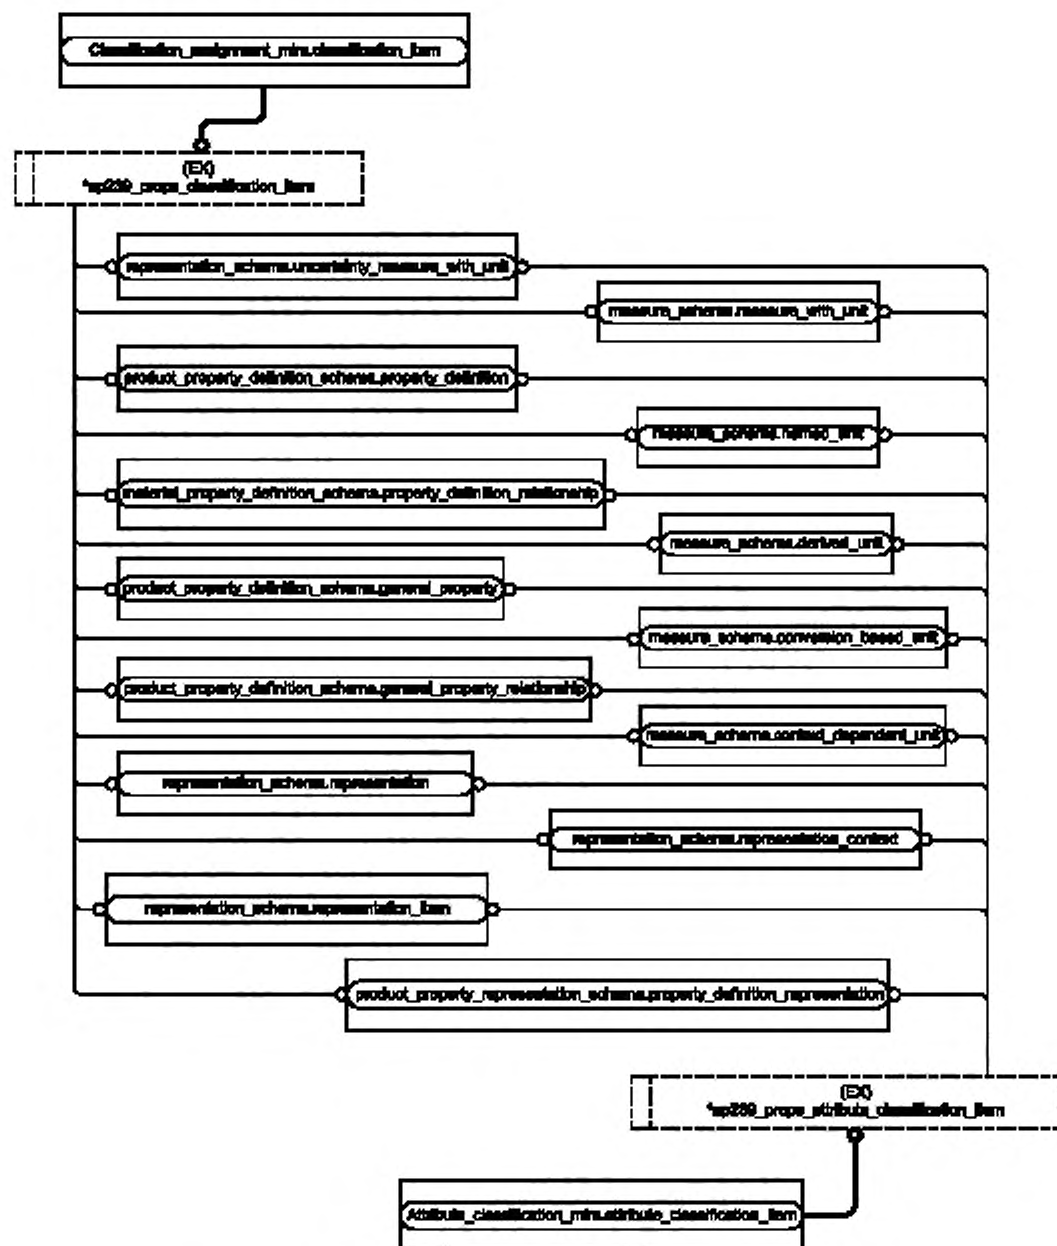 Classification_assignment_mim.classification_item
(EX)
*ap239_props_classification_item
representation_schema.uncertainty_measure_with_unit
measure_schema.measure_with_unit
product_property_definition_schema.property_definition
measure_schema.named_unit
material_property_definition_schema.property_definition_relationship
measure_schema.derived_unit
product_property_definition_schema.general_property
measure_schema.conversion_based_unit
product_property_definition_schema.general_property_relationship
measure_schema.context_dependent_unit
representation_schema.representation
representation_schema.representation_context
representation_schema.representation_item
product_property_representation_schema.property_definition_representation
(EX)
*ap239_props_attribute_classification_item
Attribute_classification_mim.attribute_classification_item